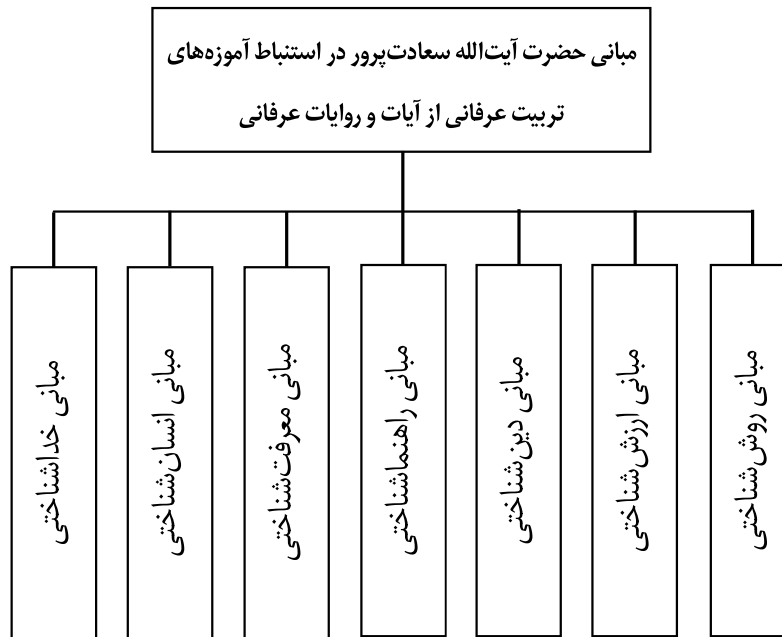 مبانی حضرت آیت‌الله سعادت‌پرور در استنباط آموزه‌های
تربیت عرفانی از آیات و روایات عرفانی
مبانی روش‌شناختی
مبانی ارزش‌شناختی
مبانی دین‌شناختی
مبانی راهنماشناختی
مبانی معرفت‌شناختی
مبانی انسان‌شناختی
مبانی خداشناختی